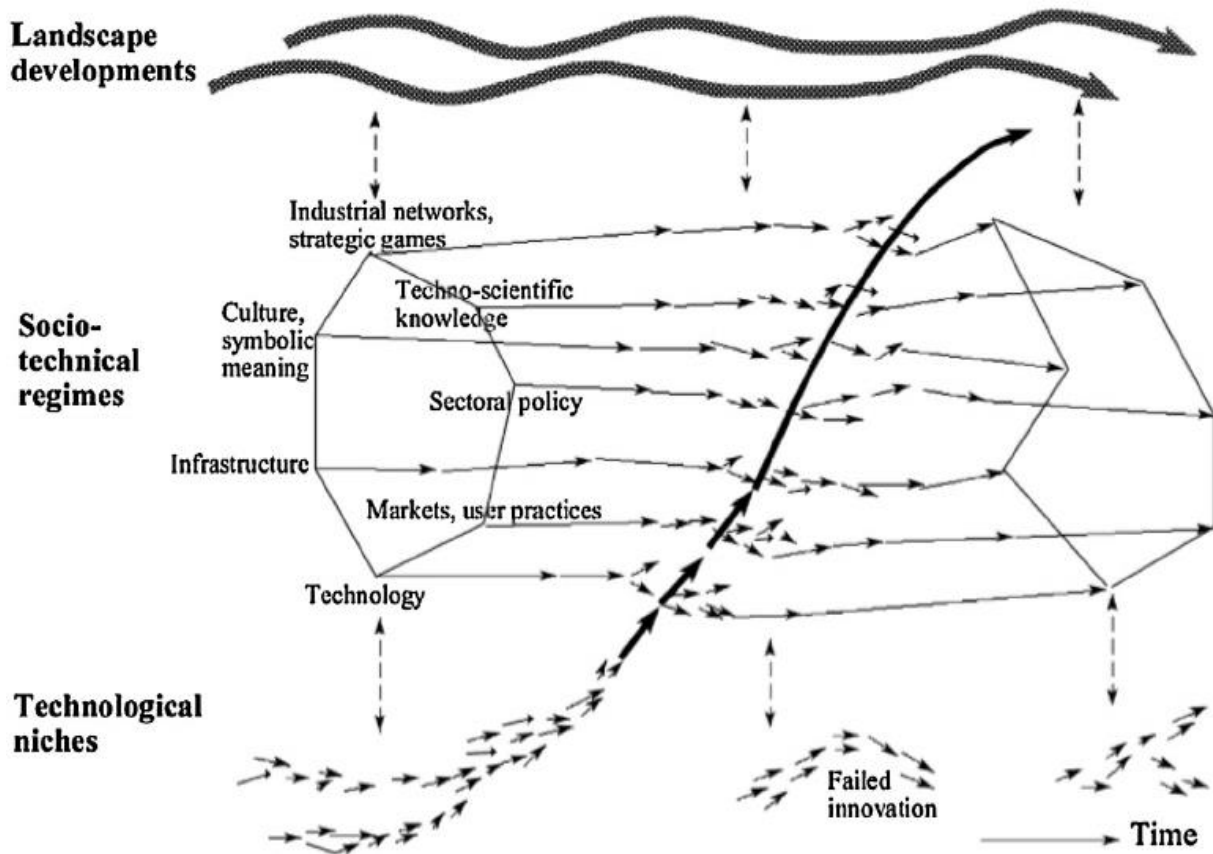 Landscape
developments
Industrial networks,
strategic games
Techno-scientific
knowledge
Culture,
symbolic
meaning
Socio-
technical
regimes
Sectoral policy
Infrastructure
Markets, user practices
Technology
Technological
niches
Failed
innovation
Time